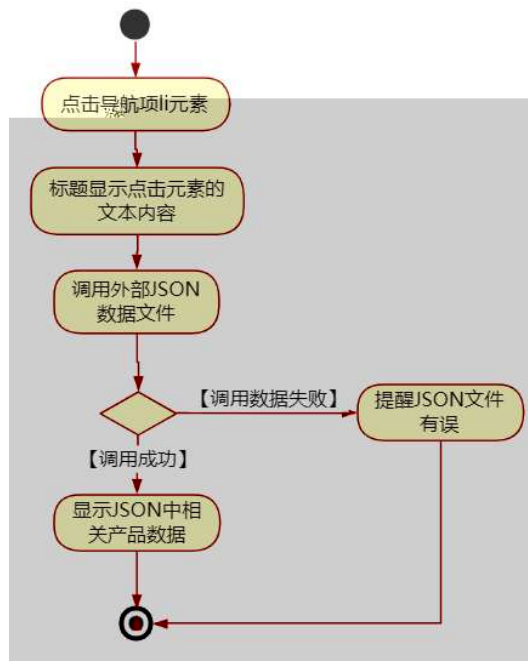 点击导航项li元素
标题显示点击元素的
文本内容
调用外部JSON
数据文件
【调用数据失败】
提醒JSON文件
有误
【调用成功】
显示JSON中相
关产品数据